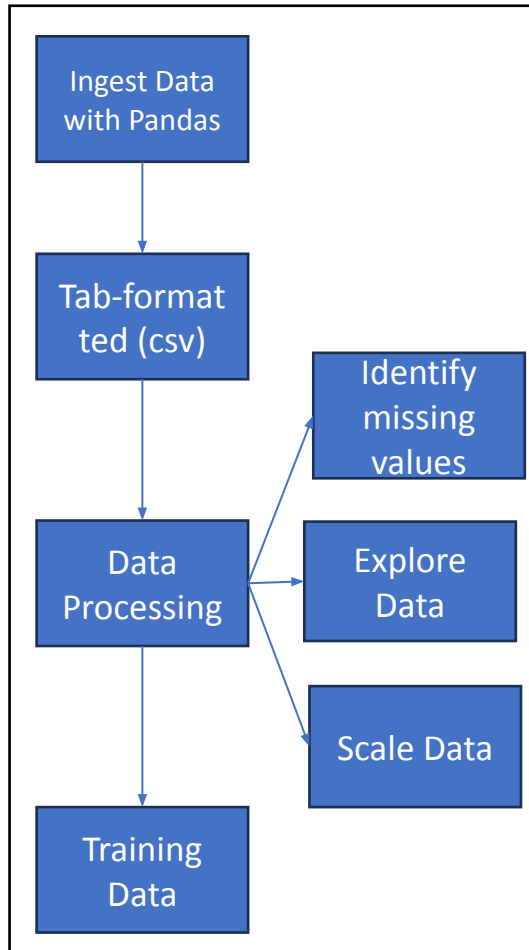 Ingest Data
with Pandas
Tab-format
ted (csv)
Identify
missing
values
Data
Processing
Explore
Data
Scale Data
Training
Data